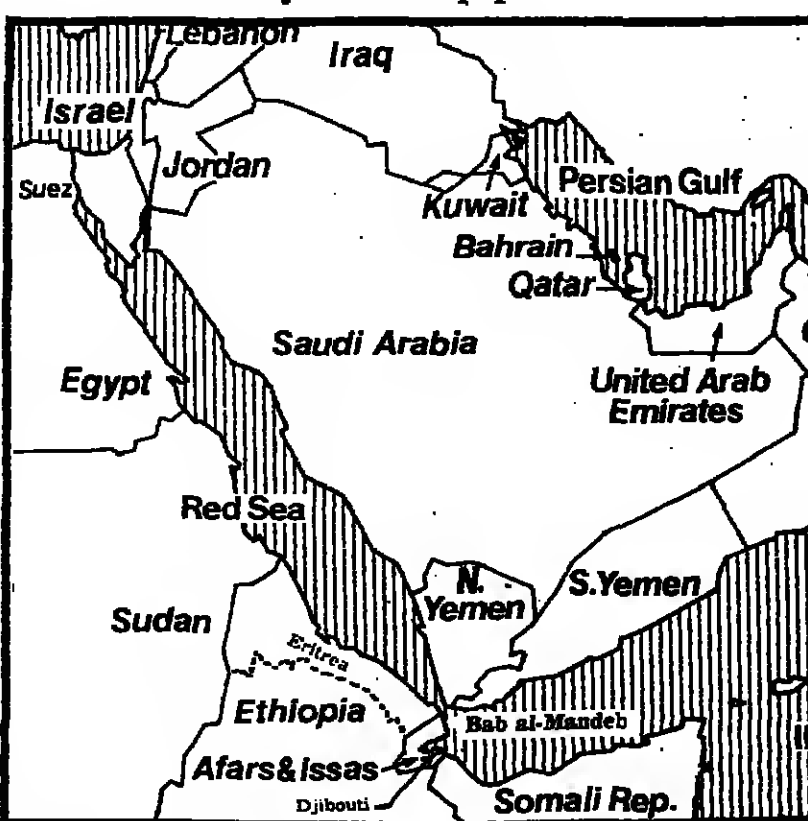 Lebanon
Iraq
Israel
Jordan
Suez
Persian Gulf
Kuwait
Bahrain
Qatar
Saudi Arabia
Egypt
United Arab
Emirates
Red Sea
N.
Yemen
S.Yemen
Sudan
Eritrea
Ethiopia
Bab al-Mandeb
Afars&Issas
Djibouti
Somali Rep.